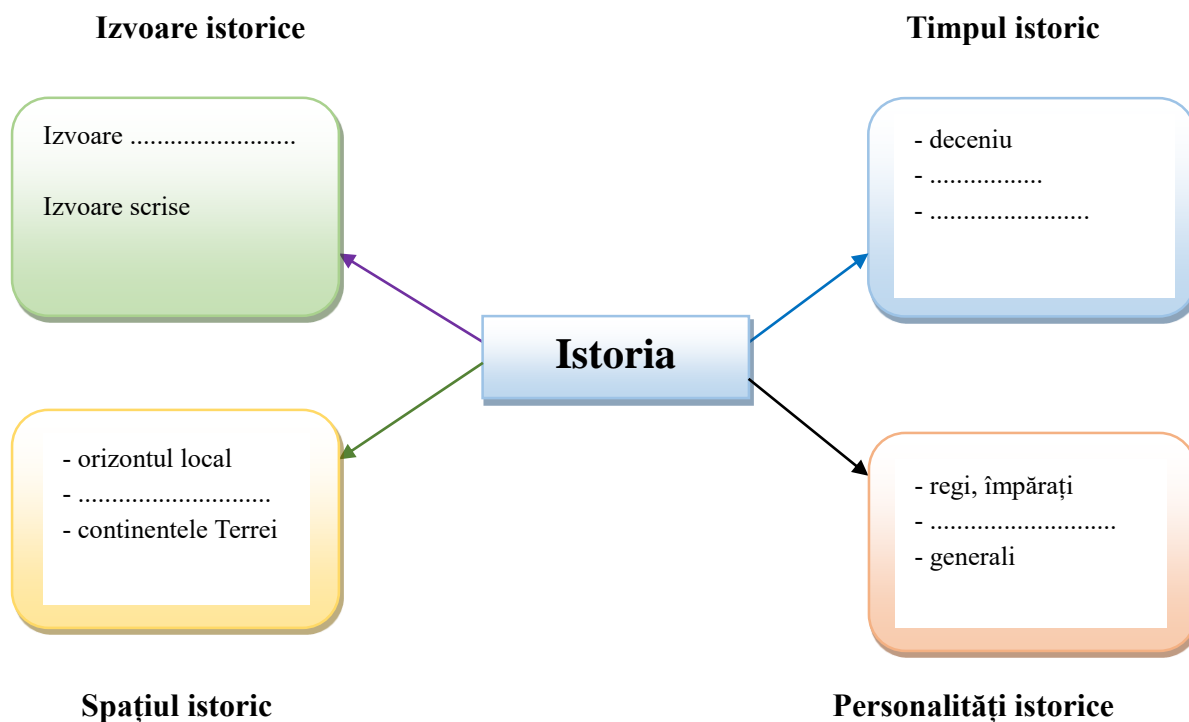 Izvoare istorice
Timpul istoric
Izvoare .........................
Izvoare scrise
- deceniu
- .................
- ........................
Istoria
- orizontul local
- .............................
- continentele Terrei
- regi, împărați
- ............................
- generali
Spațiul istoric
Personalități istorice